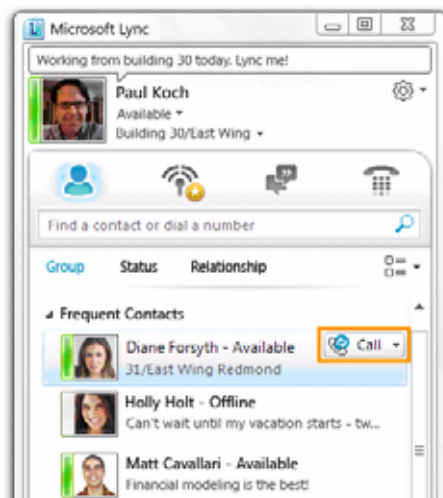 Microsoft Lync
Working from building 30 today. Lync me!
Paul Koch
Available
Building 30/East Wing
Find a contact or dial a number
Group Status Relationship
Frequent Contacts
Diane Forsyth - Available Call
31/East Wing Redmond
Holly Holt - Offline
Can't wait until my vacation starts - tw...
Matt Cavallari - Available
Financial modeling is the best!